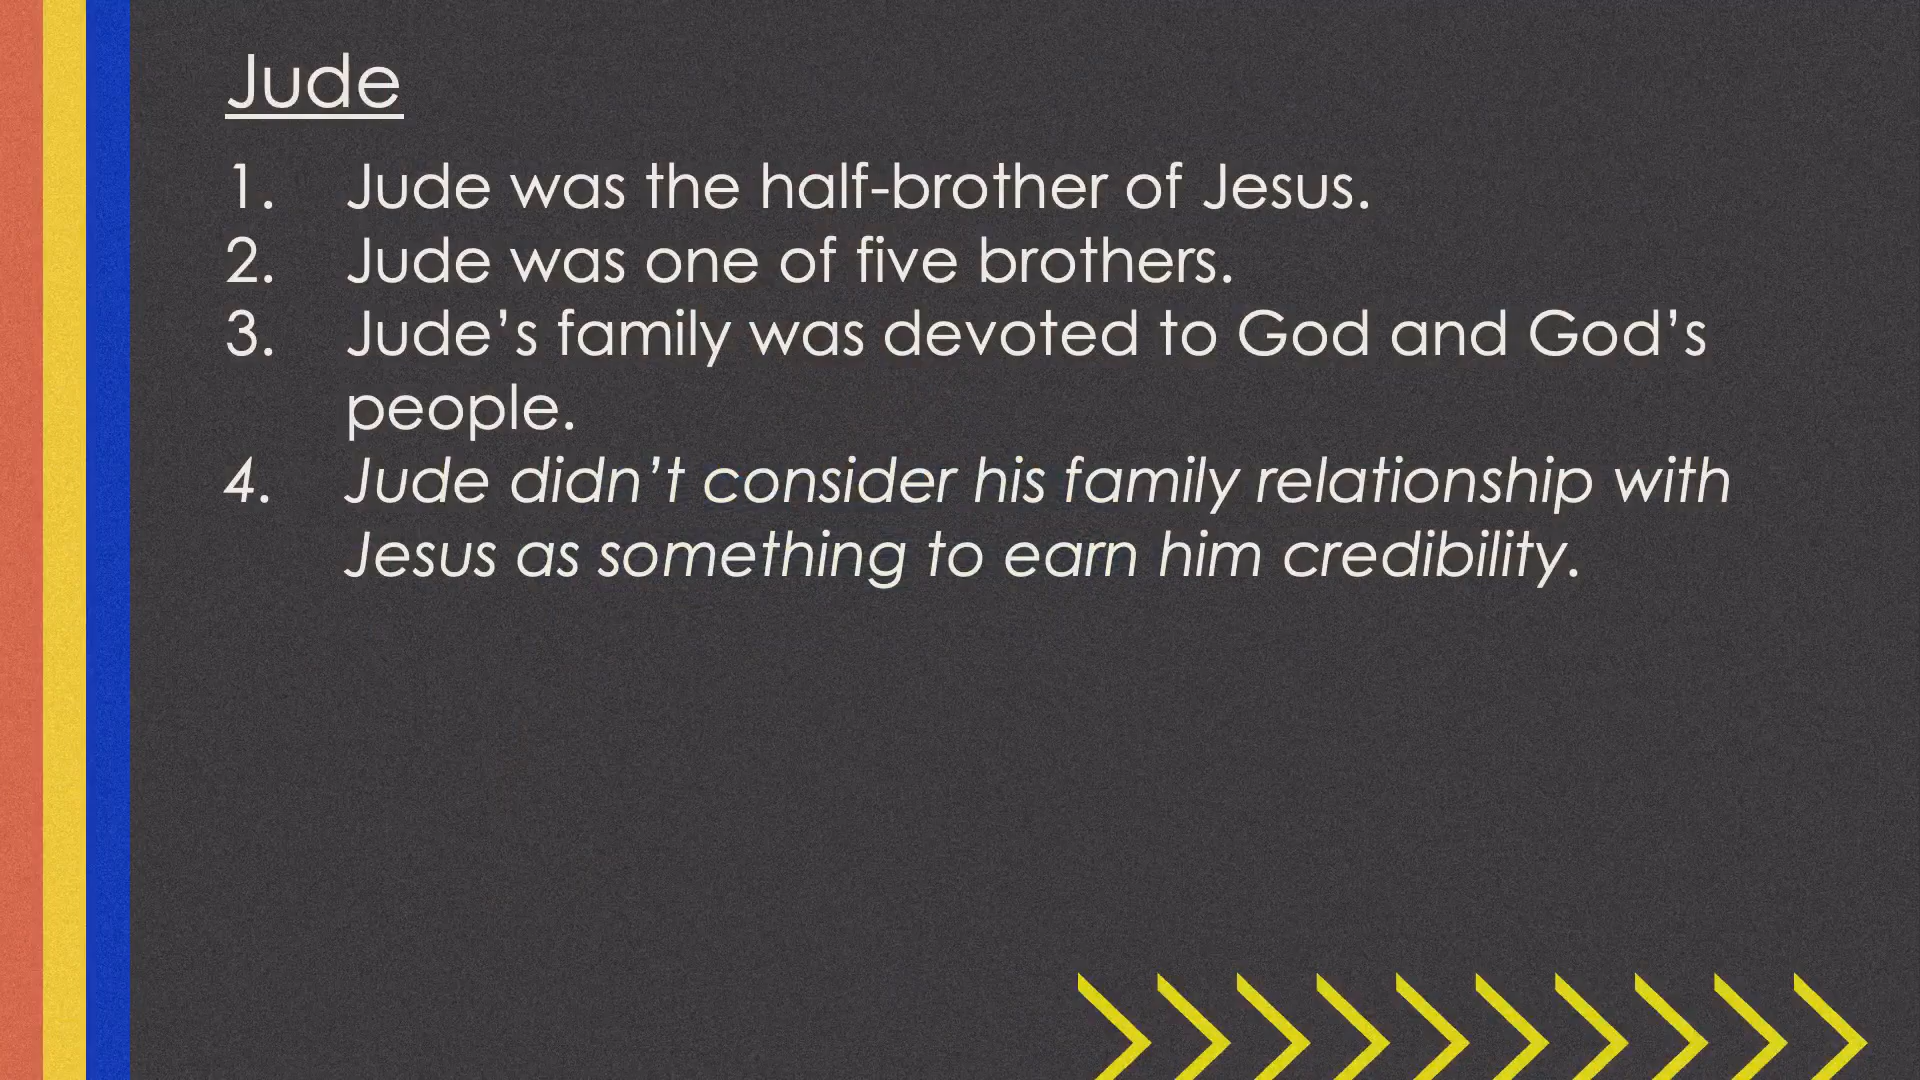 Jude
1. Jude was the half-brother of Jesus.
2. Jude was one of five brothers.
3. Jude’s family was devoted to God and God’s
people.
4. Jude didn’t consider his family relationship with
Jesus as something to earn him credibility.